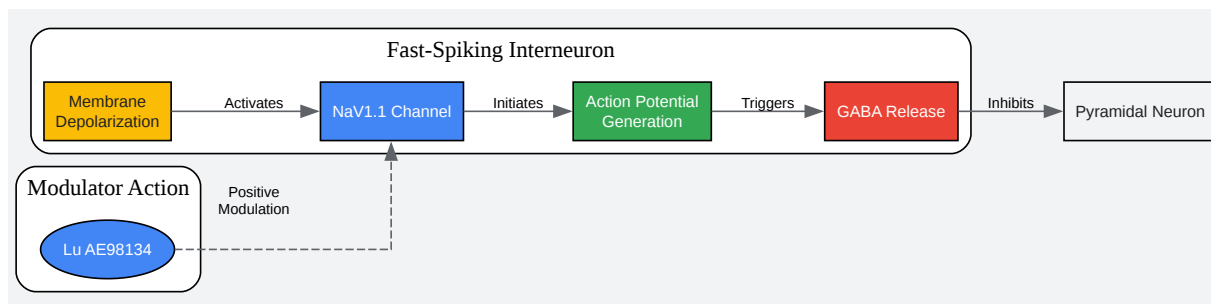 Fast-Spiking Interneuron
Membrane
Depolarization
Activates
NaV1.1 Channel
Initiates
Action Potential
Generation
Triggers
GABA Release
Inhibits
Pyramidal Neuron
Modulator Action
Lu AE98134
Positive
Modulation